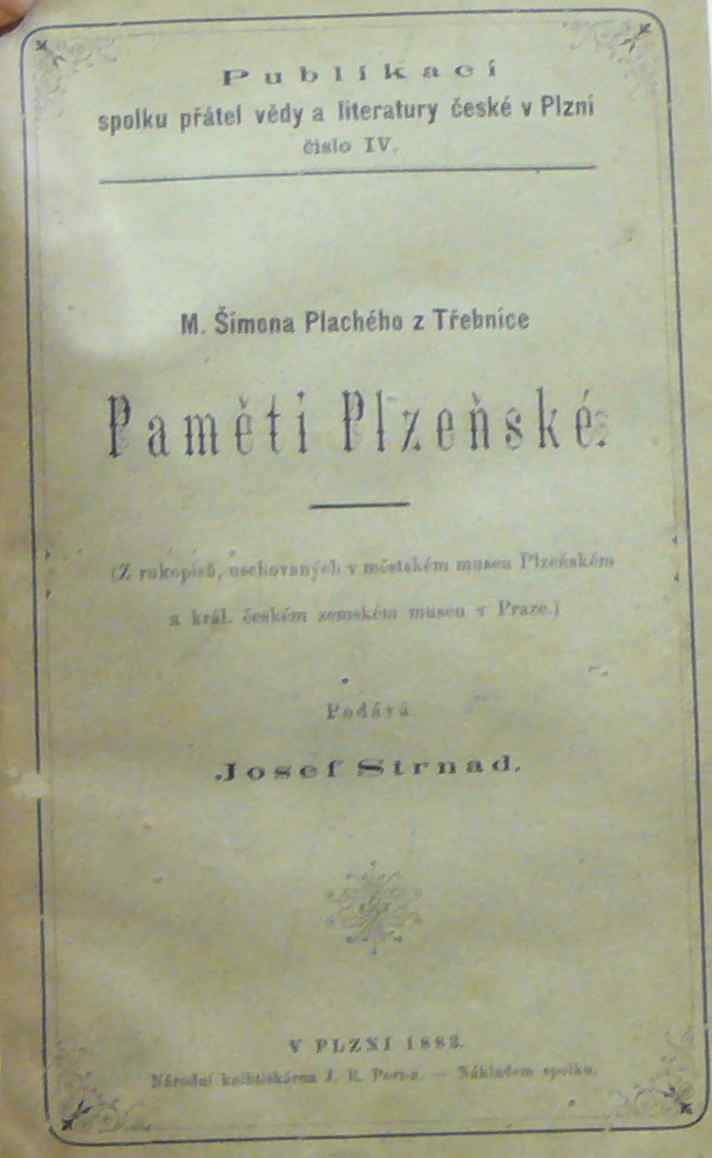 Publikací
spolku přátel vědy a literatury české v Plzni
číslo IV.
M. Šimona Plachého z Třebnice
Paměti Plzeňské.
(Z rukopisů, uschovaných v městském museu Plzeňském
a král. českém zemském museu v Praze.)
Podává
Josef Strnad.
V PLZNI 1883.
Národní knihtiskárna J. R. Porta. — Nákladem spolku.